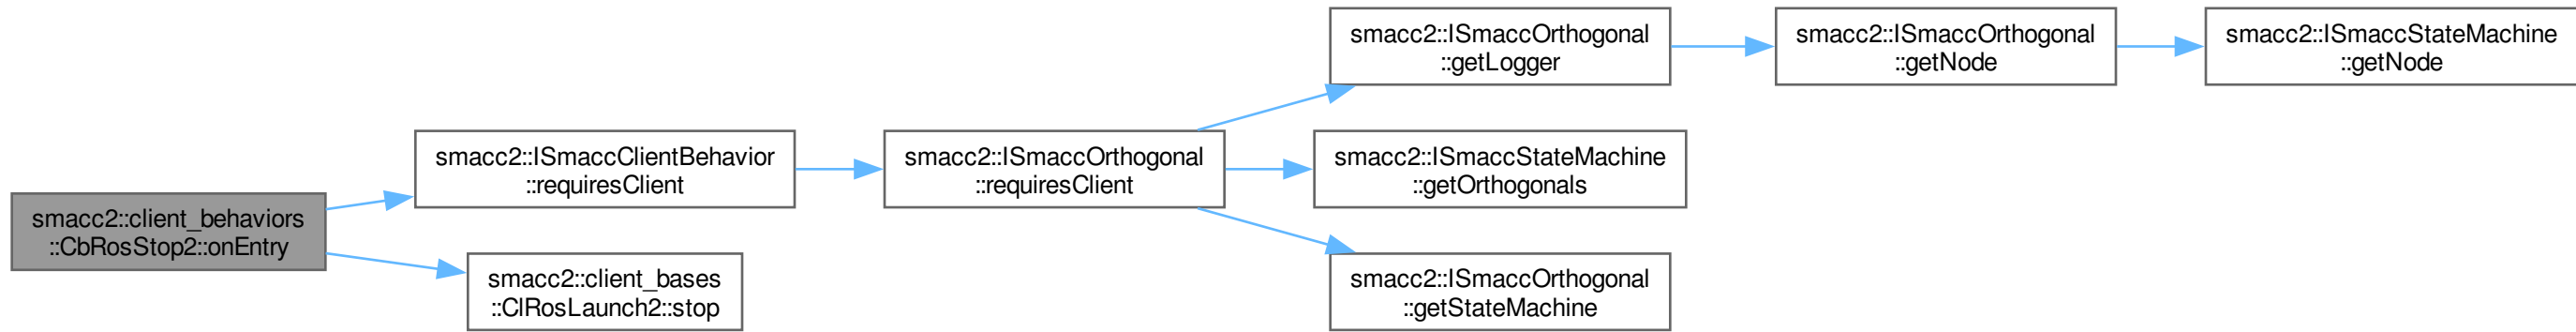 smacc2::client_behaviors
::CbRosStop2::onEntry
smacc2::ISmaccClientBehavior
::requiresClient
smacc2::client_bases
::ClRosLaunch2::stop
smacc2::ISmaccOrthogonal
::requiresClient
smacc2::ISmaccOrthogonal
::getLogger
smacc2::ISmaccStateMachine
::getOrthogonals
smacc2::ISmaccOrthogonal
::getStateMachine
smacc2::ISmaccOrthogonal
::getNode
smacc2::ISmaccStateMachine
::getNode